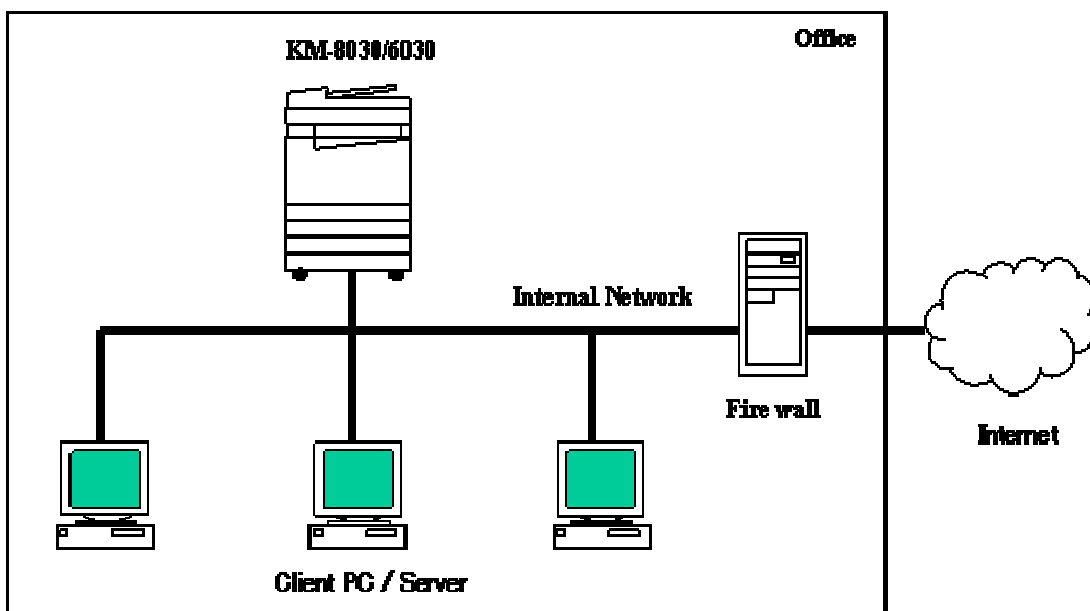 Office
KM-8030/6030
Internal Network
Fire wall
Internet
Client PC / Server